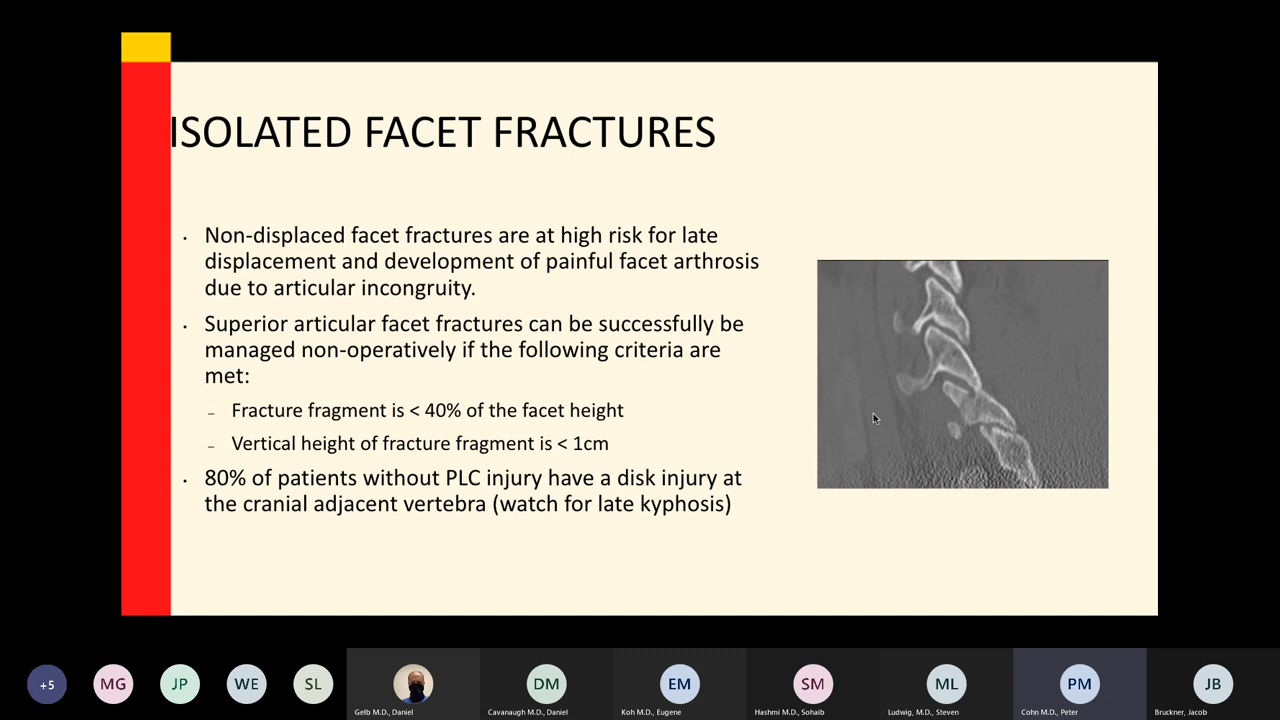 ISOLATED FACET FRACTURES
• Non-displaced facet fractures are at high risk for late
displacement and development of painful facet arthrosis
due to articular incongruity.
• Superior articular facet fractures can be successfully be
managed non-operatively if the following criteria are
met:
– Fracture fragment is < 40% of the facet height
– Vertical height of fracture fragment is < 1cm
• 80% of patients without PLC injury have a disk injury at
the cranial adjacent vertebra (watch for late kyphosis)
+5
MG
JP
WE
SL
Gelb M.D., Daniel
DM
Cavanaugh M.D., Daniel
EM
Koh M.D., Eugene
SM
Hashmi M.D., Sohaib
ML
Ludwig, M.D., Steven
PM
Cohn M.D., Peter
JB
Bruckner, Jacob